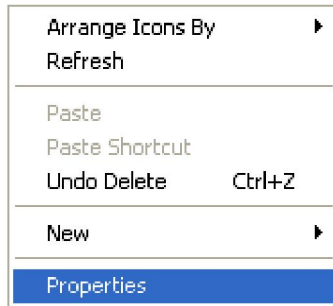 Arrange Icons By
Refresh
Paste
Paste Shortcut
Undo Delete Ctrl+Z
New
Properties